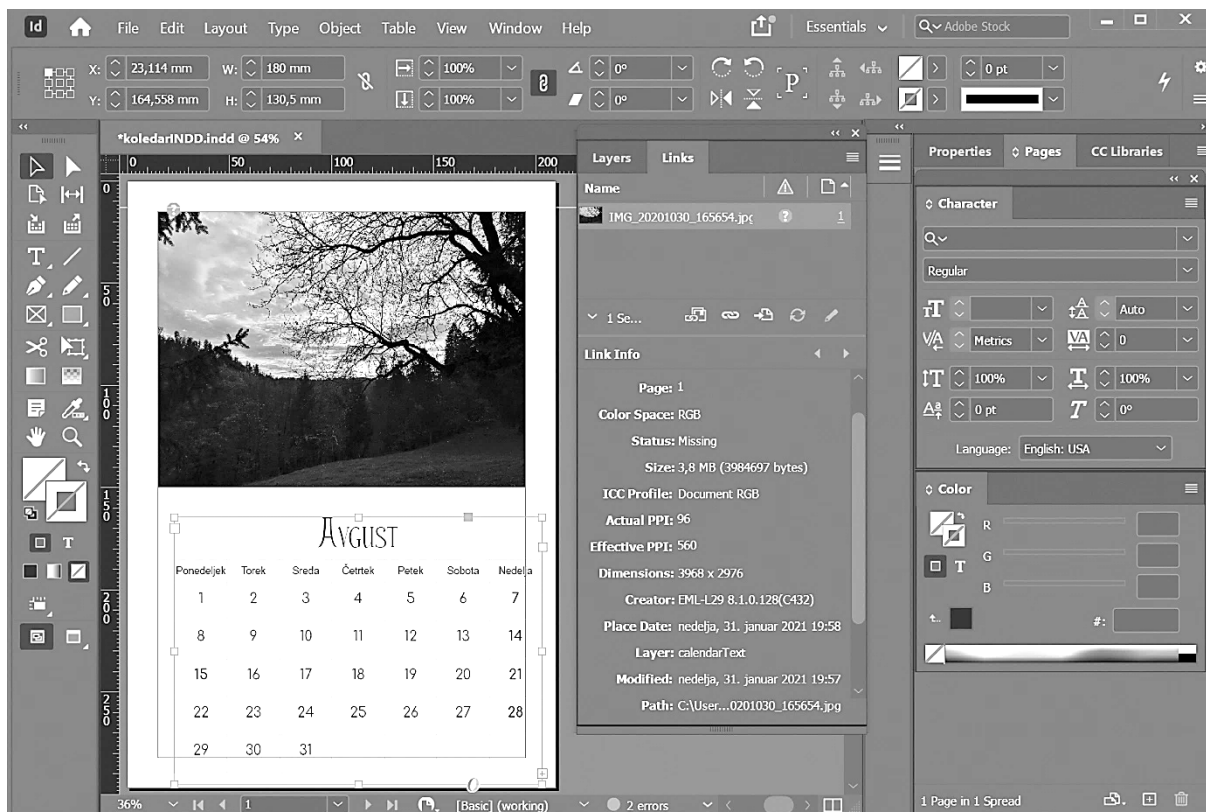 Id File Edit Layout Type Object Table View Window Help Essentials Adobe Stock
X: 23,114 mm W: 180 mm 100% 0° P 0 pt
Y: 164,558 mm H: 130,5 mm 100% 0°
*koledarINDD.indd @ 54% ×
0 50 100 150 200
0
50
100
150
200
250
Avgust
Ponedeljek Torek Sreda Četrtek Petek Sobota Nedelja
1 2 3 4 5 6 7
8 9 10 11 12 13 14
15 16 17 18 19 20 21
22 23 24 25 26 27 28
29 30 31
36% 1 [Basic] (working) 2 errors
Layers Links
Name
IMG_20201030_165654.jpg ? 1
1 Se...
Link Info
Page: 1
Color Space: RGB
Status: Missing
Size: 3,8 MB (3984697 bytes)
ICC Profile: Document RGB
Actual PPI: 96
Effective PPI: 560
Dimensions: 3968 x 2976
Creator: EML-L29 8.1.0.128(C432)
Place Date: nedelja, 31. januar 2021 19:58
Layer: calendarText
Modified: nedelja, 31. januar 2021 19:57
Path: C:\User...0201030_165654.jpg
Properties Pages CC Libraries
Character
Regular
Auto
Metrics 0
100% 100%
0 pt 0°
Language: English: USA
Color
R
G
T
B
#:
1 Page in 1 Spread